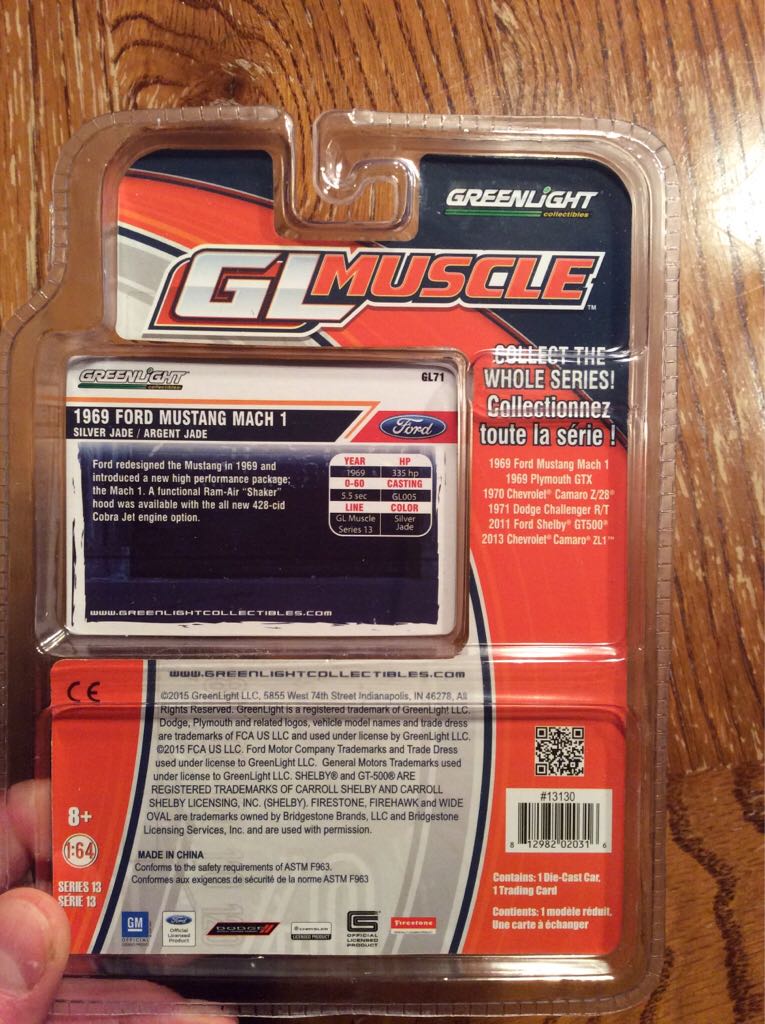 GREENLIGHT
collectibles
GL MUSCLE™
COLLECT THE
WHOLE SERIES!
Collectionnez
toute la série !
1969 Ford Mustang Mach 1
1969 Plymouth GTX
1970 Chevrolet® Camaro Z/28®
1971 Dodge Challenger R/T
2011 Ford Shelby® GT500®
2013 Chevrolet® Camaro® ZL1™
GREENLIGHT
collectibles
GL71
1969 FORD MUSTANG MACH 1
SILVER JADE / ARGENT JADE
Ford
Ford redesigned the Mustang in 1969 and
introduced a new high performance package;
the Mach 1. A functional Ram-Air “Shaker”
hood was available with the all new 428-cid
Cobra Jet engine option.
YEAR HP
1969 335 hp
0-60 CASTING
5.5 sec GL005
LINE COLOR
GL Muscle Silver
Series 13 Jade
WWW.GREENLIGHTCOLLECTIBLES.COM
WWW.GREENLIGHTCOLLECTIBLES.COM
CE
©2015 GreenLight LLC, 5855 West 74th Street Indianapolis, IN 46278, All
Rights Reserved. GreenLight is a registered trademark of GreenLight LLC.
Dodge, Plymouth and related logos, vehicle model names and trade dress
are trademarks of FCA US LLC and used under license by GreenLight LLC.
©2015 FCA US LLC. Ford Motor Company Trademarks and Trade Dress
used under license to GreenLight LLC. General Motors Trademarks used
under license to GreenLight LLC. SHELBY® and GT-500® ARE
REGISTERED TRADEMARKS OF CARROLL SHELBY AND CARROLL
SHELBY LICENSING, INC. (SHELBY). FIRESTONE, FIREHAWK and WIDE
OVAL are trademarks owned by Bridgestone Brands, LLC and Bridgestone
Licensing Services, Inc. and are used with permission.
MADE IN CHINA
Conforms to the safety requirements of ASTM F963.
Conformes aux exigences de sécurité de la norme ASTM F963
8+
1:64
SERIES 13
SÉRIE 13
#13130
8 12982 02031 6
Contains: 1 Die-Cast Car,
1 Trading Card
Contients: 1 modèle réduit,
Une carte à échanger
GM
OFFICIAL
Ford
Official
Licensed
Product
DODGE
CHRYSLER
LICENSED PRODUCT
OFFICIAL
LICENSED
PRODUCT
Firestone